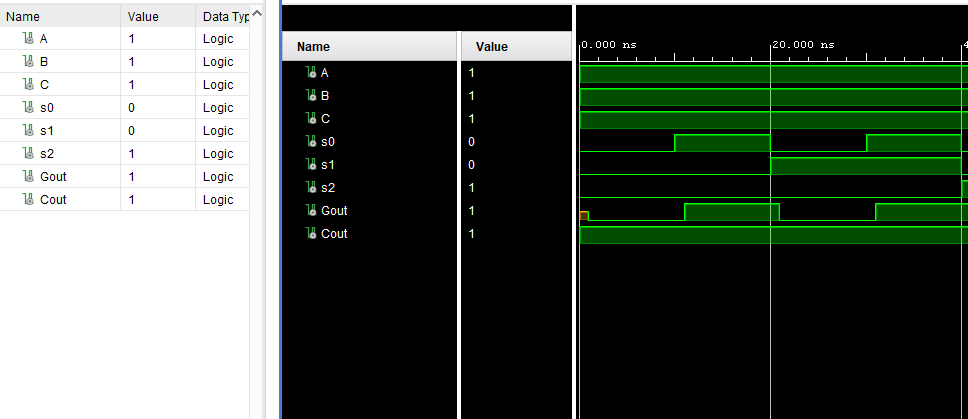 Name Value Data Typ
A 1 Logic
B 1 Logic
C 1 Logic
s0 0 Logic
s1 0 Logic
s2 1 Logic
Gout 1 Logic
Cout 1 Logic
Name Value
0.000 ns 20.000 ns 4
A 1
B 1
C 1
s0 0
s1 0
s2 1
Gout 1
Cout 1